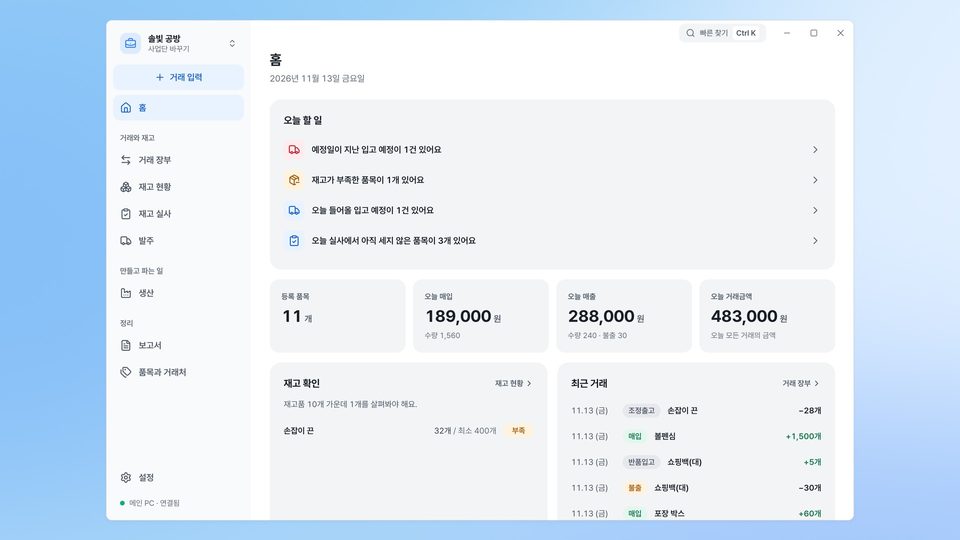 솔빛 공방
사업단 바꾸기
빠른 찾기 Ctrl K
거래 입력
홈
거래와 재고
거래 장부
재고 현황
재고 실사
발주
만들고 파는 일
생산
정리
보고서
품목과 거래처
설정
메인 PC · 연결됨
홈
2026년 11월 13일 금요일
오늘 할 일
예정일이 지난 입고 예정이 1건 있어요
재고가 부족한 품목이 1개 있어요
오늘 들어올 입고 예정이 1건 있어요
오늘 실사에서 아직 세지 않은 품목이 3개 있어요
등록 품목
11 개
오늘 매입
189,000 원
수량 1,560
오늘 매출
288,000 원
수량 240 · 불출 30
오늘 거래금액
483,000 원
오늘 모든 거래의 금액
재고 확인
재고 현황
재고품 10개 가운데 1개를 살펴봐야 해요.
손잡이 끈 32개 / 최소 400개 부족
최근 거래
거래 장부
11.13 (금) 조정출고 손잡이 끈 −28개
11.13 (금) 매입 볼펜심 +1,500개
11.13 (금) 반품입고 쇼핑백(대) +5개
11.13 (금) 불출 쇼핑백(대) −30개
11.13 (금) 매입 포장 박스 +60개